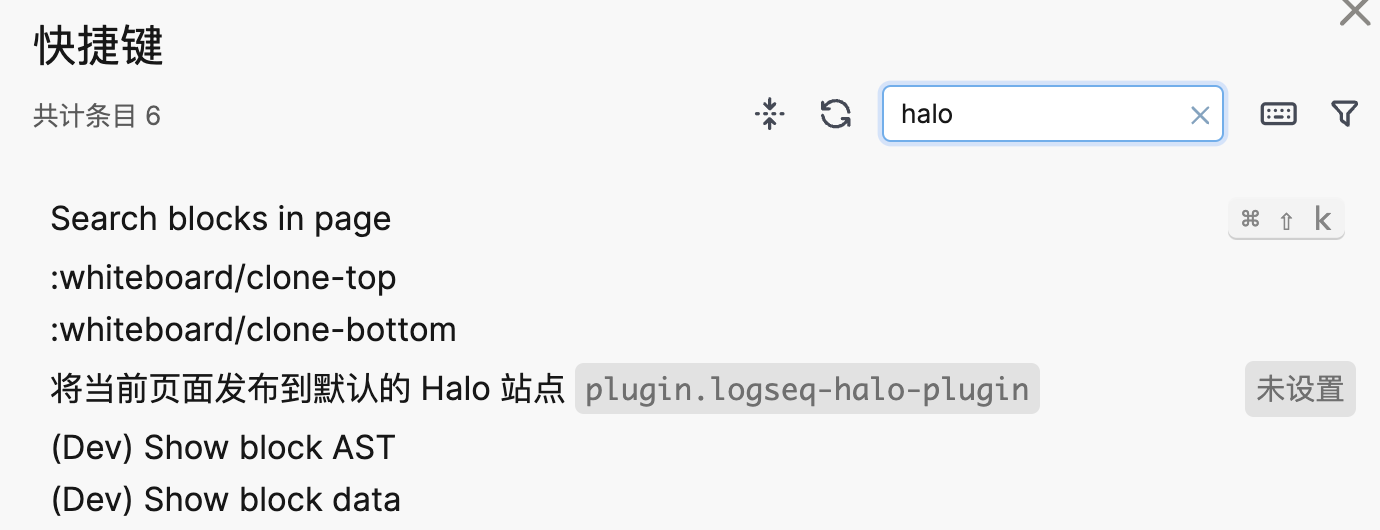 快捷键
共计条目 6
halo
Search blocks in page ⌘ ⇧ k
:whiteboard/clone-top
:whiteboard/clone-bottom
将当前页面发布到默认的 Halo 站点 plugin.logseq-halo-plugin 未设置
(Dev) Show block AST
(Dev) Show block data